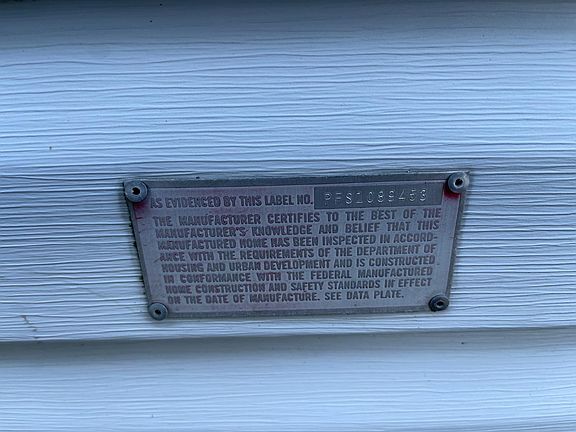 AS EVIDENCED BY THIS LABEL NO. PFS1089453
THE MANUFACTURER CERTIFIES TO THE BEST OF THE
MANUFACTURER'S KNOWLEDGE AND BELIEF THAT THIS
MANUFACTURED HOME HAS BEEN INSPECTED IN ACCORD-
ANCE WITH THE REQUIREMENTS OF THE DEPARTMENT OF
HOUSING AND URBAN DEVELOPMENT AND IS CONSTRUCTED
IN CONFORMANCE WITH THE FEDERAL MANUFACTURED
HOME CONSTRUCTION AND SAFETY STANDARDS IN EFFECT
ON THE DATE OF MANUFACTURE. SEE DATA PLATE.